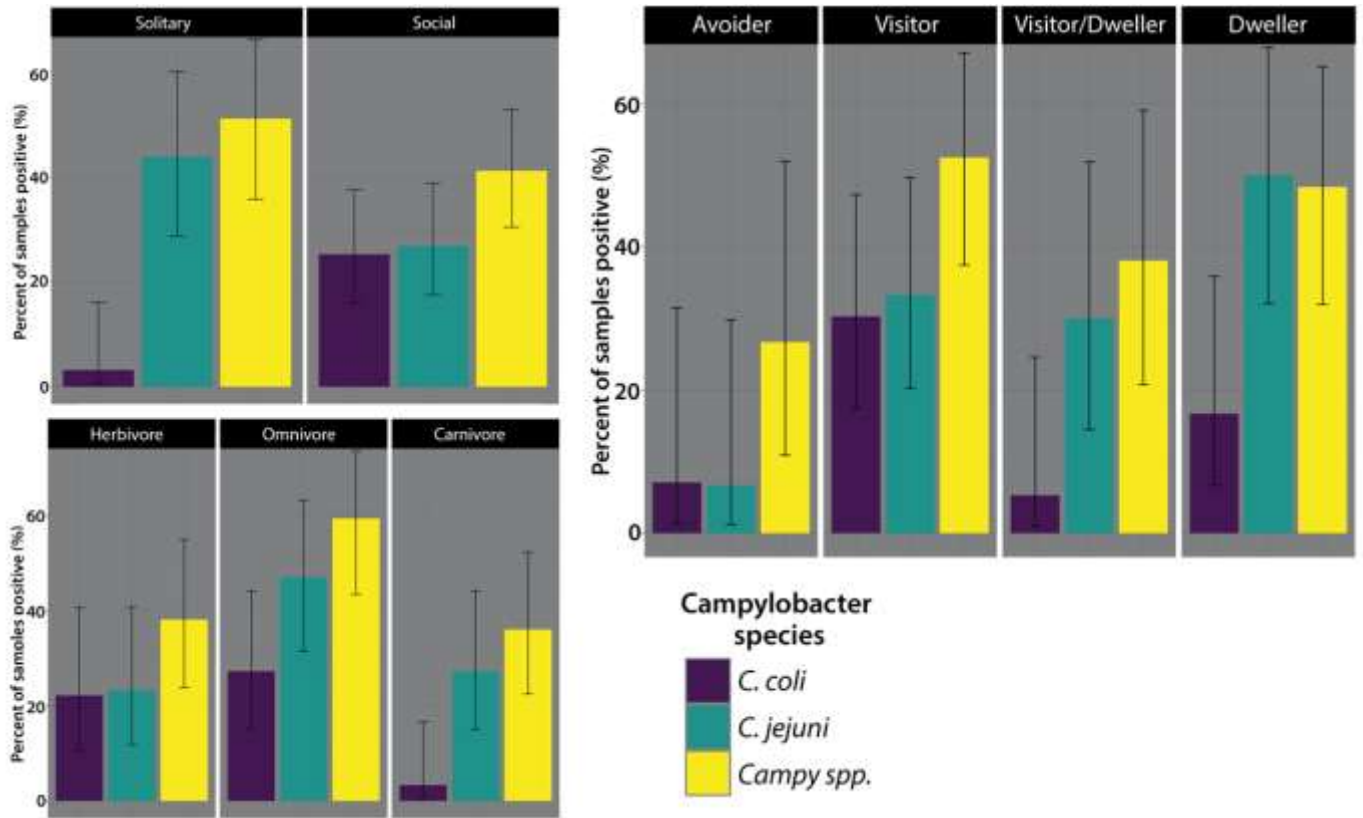 Solitary
Social
Percent of samples positive (%)
60
40
20
0
Herbivore
Omnivore
Carnivore
Percent of samoles positive (%)
60
40
20
0
Avoider
Visitor
Visitor/Dweller
Dweller
Percent of samples positive (%)
60
40
20
0
Campylobacter
species
C. coli
C. jejuni
Campy spp.